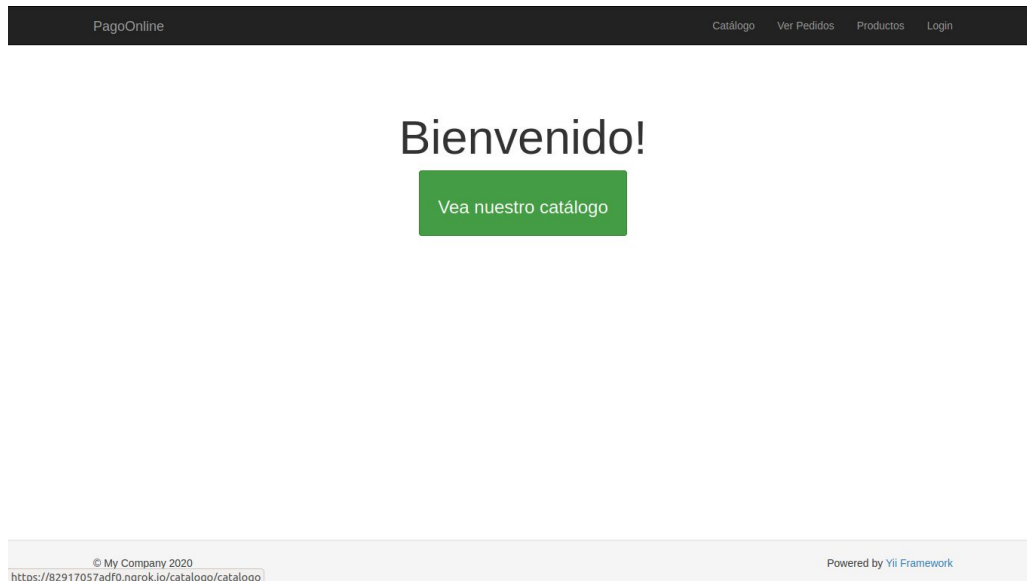 PagoOnline Catálogo Ver Pedidos Productos Login
Bienvenido!
Vea nuestro catálogo
© My Company 2020 Powered by Yii Framework
https://82917057adf0.ngrok.io/catalogo/catalogo